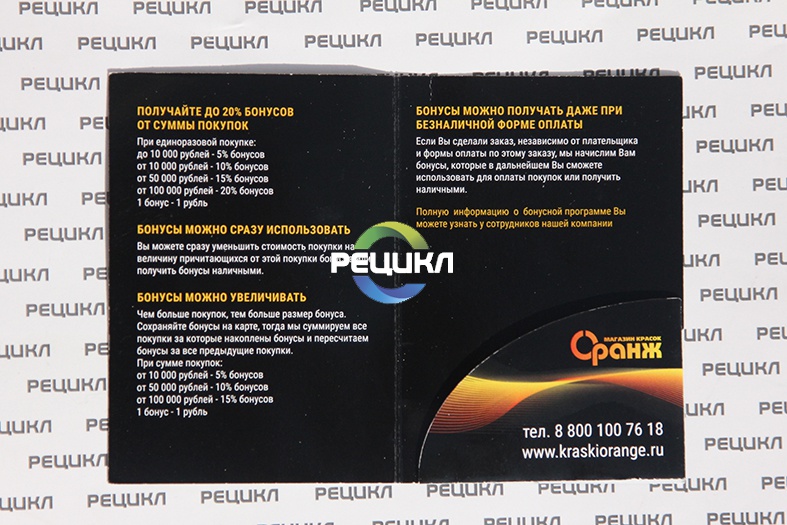 ПОЛУЧАЙТЕ ДО 20% БОНУСОВ
ОТ СУММЫ ПОКУПОК
При единоразовой покупке:
до 10 000 рублей - 5% бонусов
от 10 000 рублей - 10% бонусов
от 50 000 рублей - 15% бонусов
от 100 000 рублей - 20% бонусов
1 бонус - 1 рубль
БОНУСЫ МОЖНО СРАЗУ ИСПОЛЬЗОВАТЬ
Вы можете сразу уменьшить стоимость покупки на
величину причитающихся от этой покупки
получить бонусы наличными.
БОНУСЫ МОЖНО УВЕЛИЧИВАТЬ
Чем больше покупок, тем больше размер бонуса.
Сохраняйте бонусы на карте, тогда мы суммируем все
покупки за которые накоплены бонусы и пересчитаем
бонусы за все предыдущие покупки.
При сумме покупок:
от 10 000 рублей - 5% бонусов
от 50 000 рублей - 10% бонусов
от 100 000 рублей - 15% бонусов
1 бонус - 1 рубль
БОНУСЫ МОЖНО ПОЛУЧАТЬ ДАЖЕ ПРИ
БЕЗНАЛИЧНОЙ ФОРМЕ ОПЛАТЫ
Если Вы сделали заказ, независимо от плательщика
и формы оплаты по этому заказу, мы начислим Вам
бонусы, которые в дальнейшем Вы сможете
использовать для оплаты покупок или получить
наличными.
Полную информацию о бонусной программе Вы
можете узнать у сотрудников нашей компании
РЕЦИКЛ
МАГАЗИН КРАСОК
Оранж
тел. 8 800 100 76 18
www.kraskiorange.ru